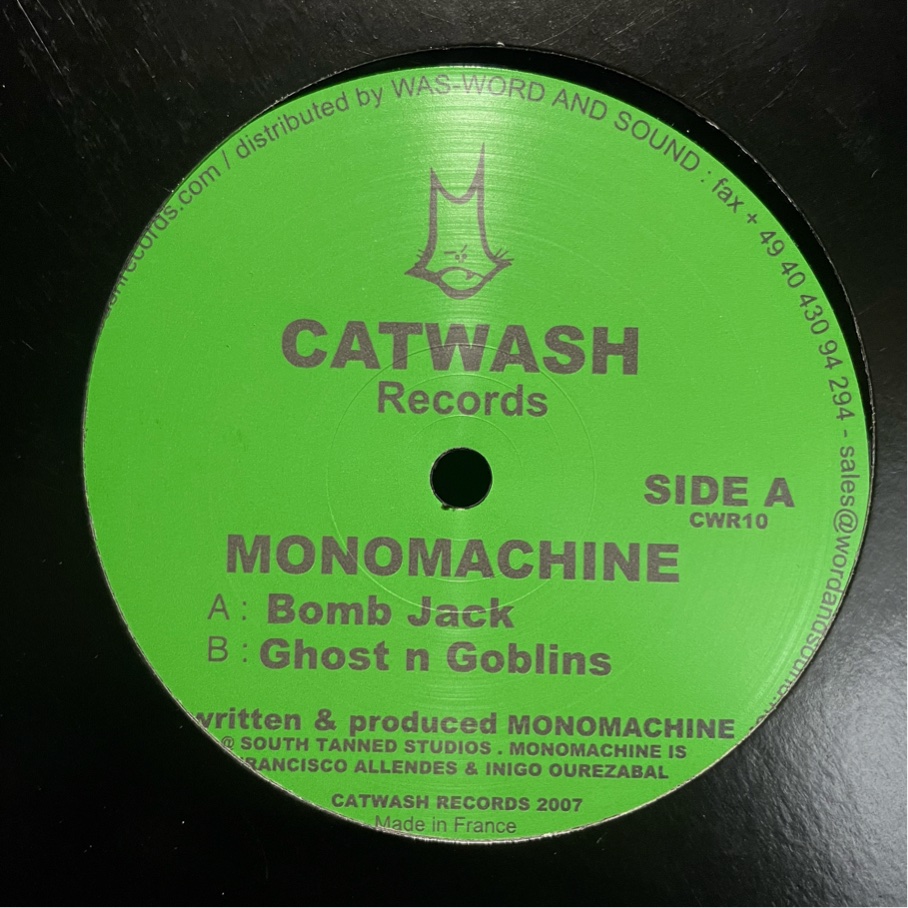 distributed by WAS-WORD AND SOUND : fax + 49 40 430 94 294 - sales@wordandsound.
CATWASH
Records
SIDE A
CWR10
MONOMACHINE
A : Bomb Jack
B : Ghost n Goblins
written & produced MONOMACHINE
@ SOUTH TANNED STUDIOS . MONOMACHINE IS
FRANCISCO ALLENDES & INIGO OUREZABAL
CATWASH RECORDS 2007
Made in France